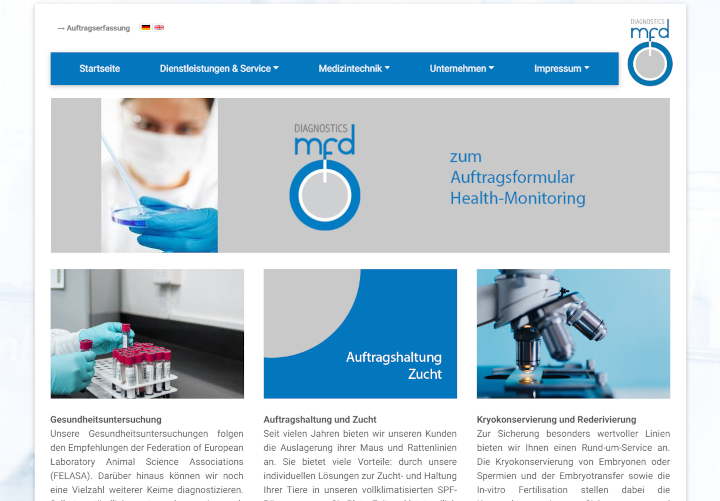 → Auftragserfassung
DIAGNOSTICS
mfd
Startseite Dienstleistungen & Service Medizintechnik Unternehmen Impressum
DIAGNOSTICS
mfd
zum
Auftragsformular
Health-Monitoring
Auftragshaltung
Zucht
Gesundheitsuntersuchung
Unsere Gesundheitsuntersuchungen folgen
den Empfehlungen der Federation of European
Laboratory Animal Science Associations
(FELASA). Darüber hinaus können wir noch
eine Vielzahl weiterer Keime diagnostizieren.
Auftragshaltung und Zucht
Seit vielen Jahren bieten wir unseren Kunden
die Auslagerung ihrer Maus und Rattenlinien
an. Sie bietet viele Vorteile: durch unsere
individuellen Lösungen zur Zucht- und Haltung
Ihrer Tiere in unseren vollklimatisierten SPF-
Kryokonservierung und Rederivierung
Zur Sicherung besonders wertvoller Linien
bieten wir Ihnen einen Rund-um-Service an.
Die Kryokonservierung von Embryonen oder
Spermien und der Embryotransfer sowie die
In-vitro Fertilisation stellen dabei die